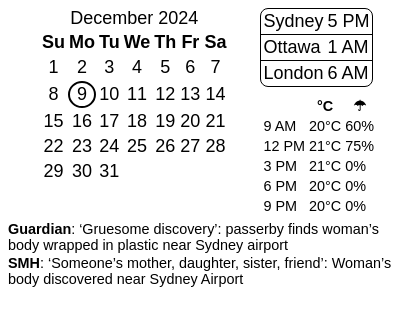 December 2024
Su Mo Tu We Th Fr Sa
1 2 3 4 5 6 7
8 9 10 11 12 13 14
15 16 17 18 19 20 21
22 23 24 25 26 27 28
29 30 31
Sydney 5 PM
Ottawa 1 AM
London 6 AM
°C ☂
9 AM 20°C 60%
12 PM 21°C 75%
3 PM 21°C 0%
6 PM 20°C 0%
9 PM 20°C 0%
Guardian: ‘Gruesome discovery’: passerby finds woman’s
body wrapped in plastic near Sydney airport
SMH: ‘Someone’s mother, daughter, sister, friend’: Woman’s
body discovered near Sydney Airport